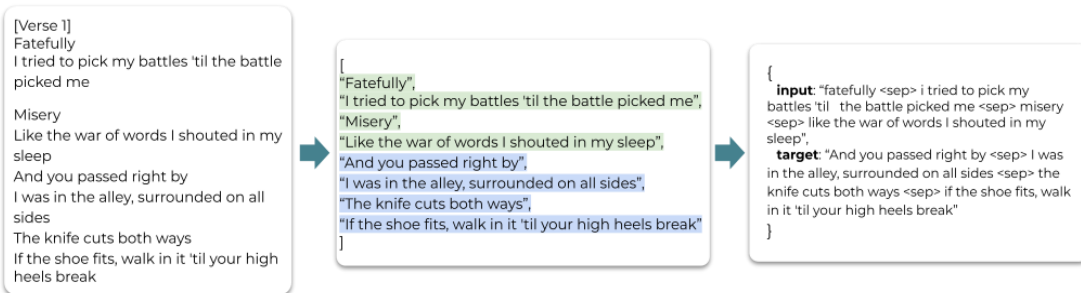 [Verse 1]
Fatefully
I tried to pick my battles 'til the battle
picked me
Misery
Like the war of words I shouted in my
sleep
And you passed right by
I was in the alley, surrounded on all
sides
The knife cuts both ways
If the shoe fits, walk in it 'til your high
heels break
[
“Fatefully”,
“I tried to pick my battles 'til the battle picked me”,
“Misery”,
“Like the war of words I shouted in my sleep”,
“And you passed right by”,
“I was in the alley, surrounded on all sides”,
“The knife cuts both ways”,
“If the shoe fits, walk in it 'til your high heels break”
]
{
input: “fatefully <sep> i tried to pick my
battles 'til the battle picked me <sep> misery
<sep> like the war of words I shouted in my
sleep”,
target: “And you passed right by <sep> I was
in the alley, surrounded on all sides <sep> the
knife cuts both ways <sep> if the shoe fits, walk
in it 'til your high heels break”
}